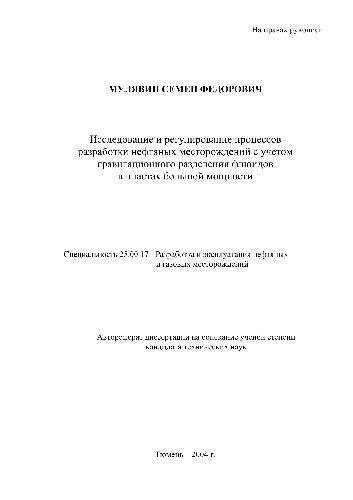 На правах рукописи
МУЛЯВИН СЕМЕН ФЕДОРОВИЧ
Исследование и регулирование процессов
разработки нефтяных месторождений с учетом
гравитационного разделения флюидов
в пластах большой мощности
Специальность 25.00.17 - Разработка и эксплуатация нефтяных
и газовых месторождений
Автореферат диссертации на соискание ученой степени
кандидата технических наук
Тюмень - 2004 г.